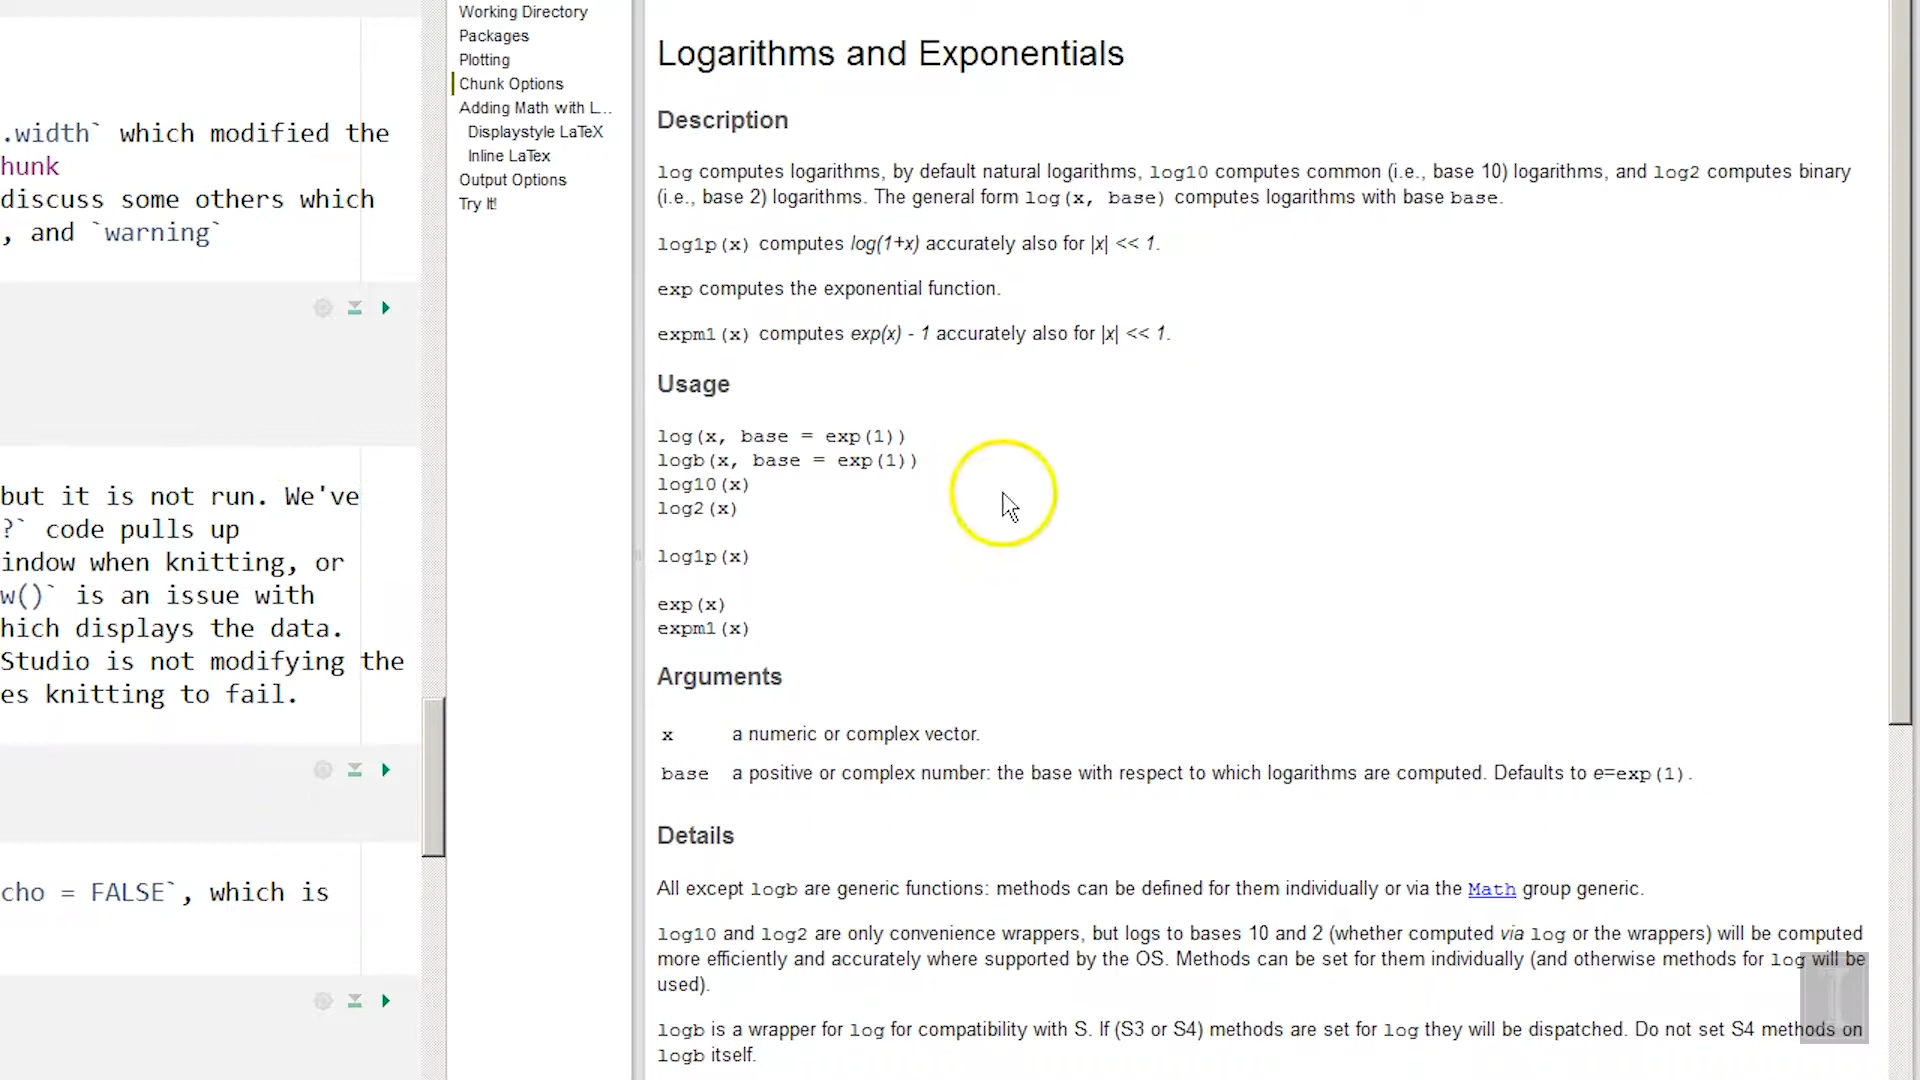 .width` which modified the
hunk
discuss some others which
, and `warning`
but it is not run. We've
?` code pulls up
indow when knitting, or
w()` is an issue with
hich displays the data.
Studio is not modifying the
es knitting to fail.
cho = FALSE`, which is
Working Directory
Packages
Plotting
Chunk Options
Adding Math with L...
Displaystyle LaTeX
Inline LaTex
Output Options
Try It!
Logarithms and Exponentials
Description
log computes logarithms, by default natural logarithms, log10 computes common (i.e., base 10) logarithms, and log2 computes binary
(i.e., base 2) logarithms. The general form log(x, base) computes logarithms with base base.
log1p(x) computes log(1+x) accurately also for |x| << 1.
exp computes the exponential function.
expm1(x) computes exp(x) - 1 accurately also for |x| << 1.
Usage
log(x, base = exp(1))
logb(x, base = exp(1))
log10(x)
log2(x)
log1p(x)
exp(x)
expm1(x)
Arguments
x a numeric or complex vector.
base a positive or complex number: the base with respect to which logarithms are computed. Defaults to e=exp(1).
Details
All except logb are generic functions: methods can be defined for them individually or via the Math group generic.
log10 and log2 are only convenience wrappers, but logs to bases 10 and 2 (whether computed via log or the wrappers) will be computed
more efficiently and accurately where supported by the OS. Methods can be set for them individually (and otherwise methods for log will be
used).
logb is a wrapper for log for compatibility with S. If (S3 or S4) methods are set for log they will be dispatched. Do not set S4 methods on
logb itself.